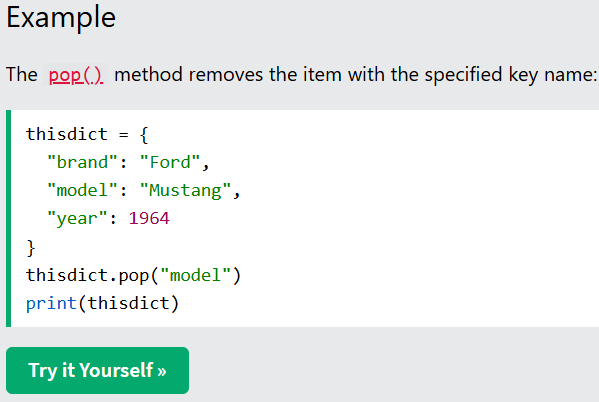 Example
The pop() method removes the item with the specified key name:
thisdict = {
  "brand": "Ford",
  "model": "Mustang",
  "year": 1964
}
thisdict.pop("model")
print(thisdict)
Try it Yourself »